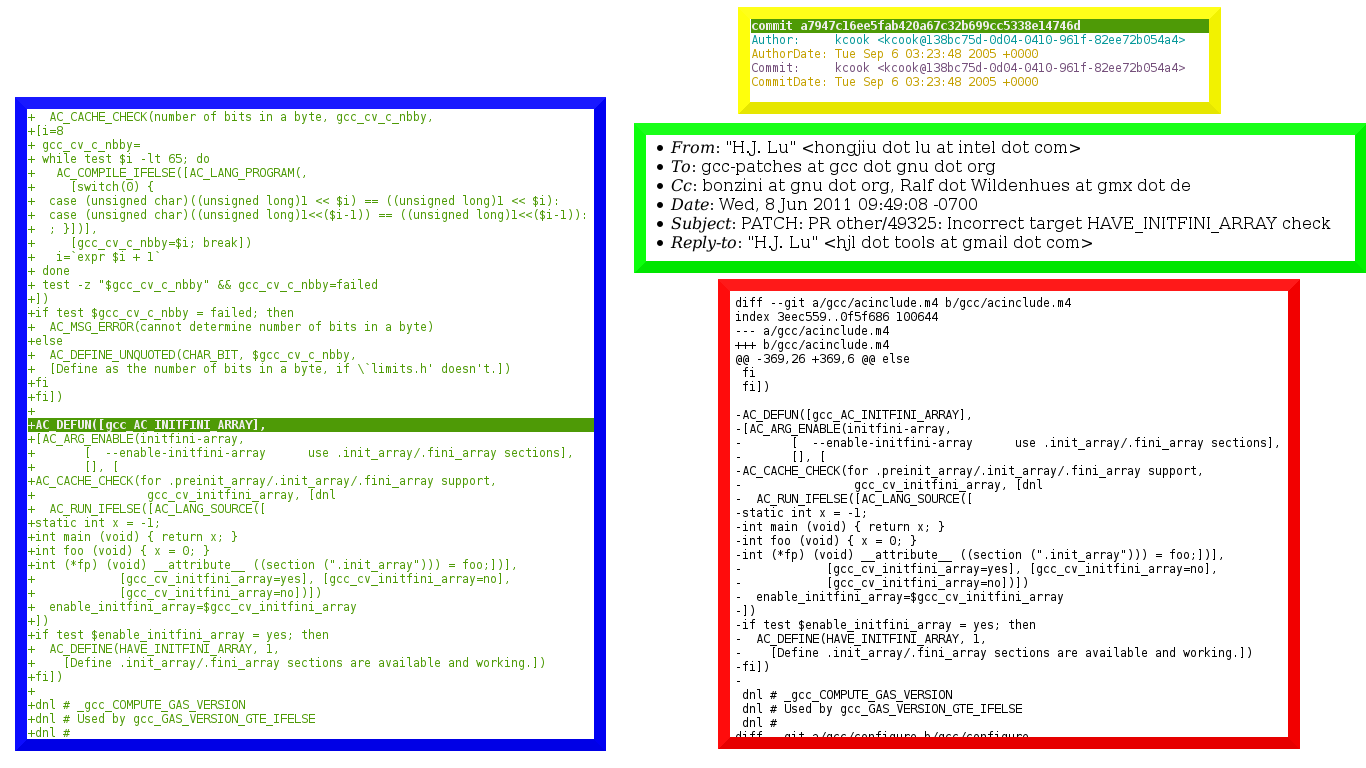 commit a7947c16ee5fab420a67c32b699cc5338e14746d
Author:     kcook <kcook@138bc75d-0d04-0410-961f-82ee72b054a4>
AuthorDate: Tue Sep 6 03:23:48 2005 +0000
Commit:     kcook <kcook@138bc75d-0d04-0410-961f-82ee72b054a4>
CommitDate: Tue Sep 6 03:23:48 2005 +0000
+  AC_CACHE_CHECK(number of bits in a byte, gcc_cv_c_nbby,
+[i=8
+ gcc_cv_c_nbby=
+ while test $i -lt 65; do
+   AC_COMPILE_IFELSE([AC_LANG_PROGRAM(,
+     [switch(0) {
+  case (unsigned char)((unsigned long)1 << $i) == ((unsigned long)1 << $i):
+  case (unsigned char)((unsigned long)1<<($i-1)) == ((unsigned long)1<<($i-1)):
+  ; }])],
+     [gcc_cv_c_nbby=$i; break])
+   i=`expr $i + 1`
+ done
+ test -z "$gcc_cv_c_nbby" && gcc_cv_c_nbby=failed
+])
+if test $gcc_cv_c_nbby = failed; then
+  AC_MSG_ERROR(cannot determine number of bits in a byte)
+else
+  AC_DEFINE_UNQUOTED(CHAR_BIT, $gcc_cv_c_nbby,
+  [Define as the number of bits in a byte, if \`limits.h' doesn't.])
+fi
+fi])
+
+AC_DEFUN([gcc_AC_INITFINI_ARRAY],
+[AC_ARG_ENABLE(initfini-array,
+       [  --enable-initfini-array      use .init_array/.fini_array sections],
+       [], [
+AC_CACHE_CHECK(for .preinit_array/.init_array/.fini_array support,
+                gcc_cv_initfini_array, [dnl
+  AC_RUN_IFELSE([AC_LANG_SOURCE([
+static int x = -1;
+int main (void) { return x; }
+int foo (void) { x = 0; }
+int (*fp) (void) __attribute__ ((section (".init_array"))) = foo;])],
+            [gcc_cv_initfini_array=yes], [gcc_cv_initfini_array=no],
+            [gcc_cv_initfini_array=no])])
+  enable_initfini_array=$gcc_cv_initfini_array
+])
+if test $enable_initfini_array = yes; then
+  AC_DEFINE(HAVE_INITFINI_ARRAY, 1,
+    [Define .init_array/.fini_array sections are available and working.])
+fi])
+
+dnl # _gcc_COMPUTE_GAS_VERSION
+dnl # Used by gcc_GAS_VERSION_GTE_IFELSE
+dnl #
• From: "H.J. Lu" <hongjiu dot lu at intel dot com>
• To: gcc-patches at gcc dot gnu dot org
• Cc: bonzini at gnu dot org, Ralf dot Wildenhues at gmx dot de
• Date: Wed, 8 Jun 2011 09:49:08 -0700
• Subject: PATCH: PR other/49325: Incorrect target HAVE_INITFINI_ARRAY check
• Reply-to: "H.J. Lu" <hjl dot tools at gmail dot com>
diff --git a/gcc/acinclude.m4 b/gcc/acinclude.m4
index 3eec559..0f5f686 100644
--- a/gcc/acinclude.m4
+++ b/gcc/acinclude.m4
@@ -369,26 +369,6 @@ else
 fi
 fi])
-AC_DEFUN([gcc_AC_INITFINI_ARRAY],
-[AC_ARG_ENABLE(initfini-array,
-       [  --enable-initfini-array      use .init_array/.fini_array sections],
-       [], [
-AC_CACHE_CHECK(for .preinit_array/.init_array/.fini_array support,
-                gcc_cv_initfini_array, [dnl
-  AC_RUN_IFELSE([AC_LANG_SOURCE([
-static int x = -1;
-int main (void) { return x; }
-int foo (void) { x = 0; }
-int (*fp) (void) __attribute__ ((section (".init_array"))) = foo;])],
-            [gcc_cv_initfini_array=yes], [gcc_cv_initfini_array=no],
-            [gcc_cv_initfini_array=no])])
-  enable_initfini_array=$gcc_cv_initfini_array
-])
-if test $enable_initfini_array = yes; then
-  AC_DEFINE(HAVE_INITFINI_ARRAY, 1,
-    [Define .init_array/.fini_array sections are available and working.])
-fi])
-
 dnl # _gcc_COMPUTE_GAS_VERSION
 dnl # Used by gcc_GAS_VERSION_GTE_IFELSE
 dnl #
diff --git a/gcc/configure b/gcc/configure